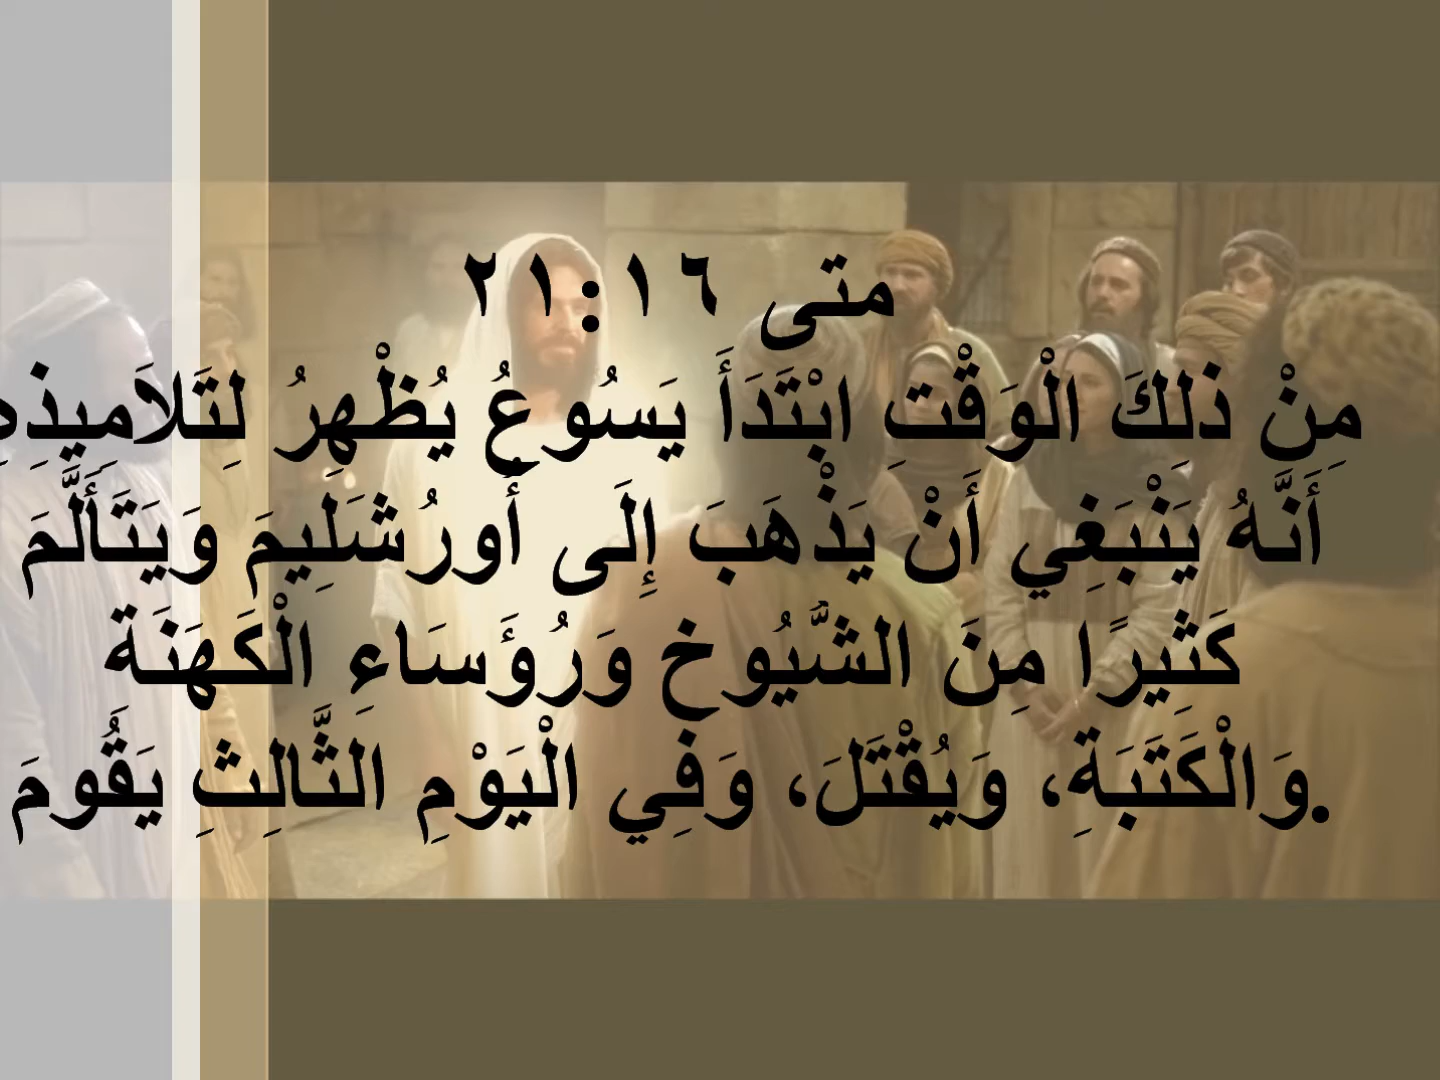 متى ١٦:٢١
مِنْ ذلِكَ الْوَقْتِ ابْتَدَأَ يَسُوعُ يُظْهِرُ لِتَلاَمِيذِهِ
أَنَّهُ يَنْبَغِي أَنْ يَذْهَبَ إِلَى أُورُشَلِيمَ وَيَتَأَلَّمَ
كَثِيرًا مِنَ الشُّيُوخِ وَرُؤَسَاءِ الْكَهَنَةِ
وَالْكَتَبَةِ، وَيُقْتَلَ، وَفِي الْيَوْمِ الثَّالِثِ يَقُومَ.